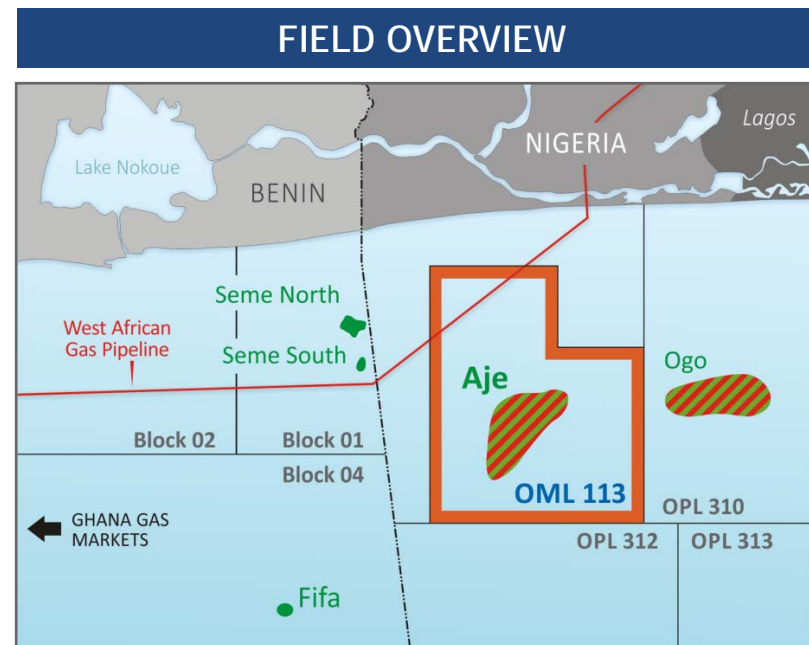 FIELD OVERVIEW
Lagos
NIGERIA
Lake Nokoue
BENIN
Seme North
West African
Gas Pipeline
Seme South
Aje
Ogo
Block 02
Block 01
Block 04
OML 113
OPL 310
GHANA GAS
MARKETS
OPL 312
OPL 313
Fifa